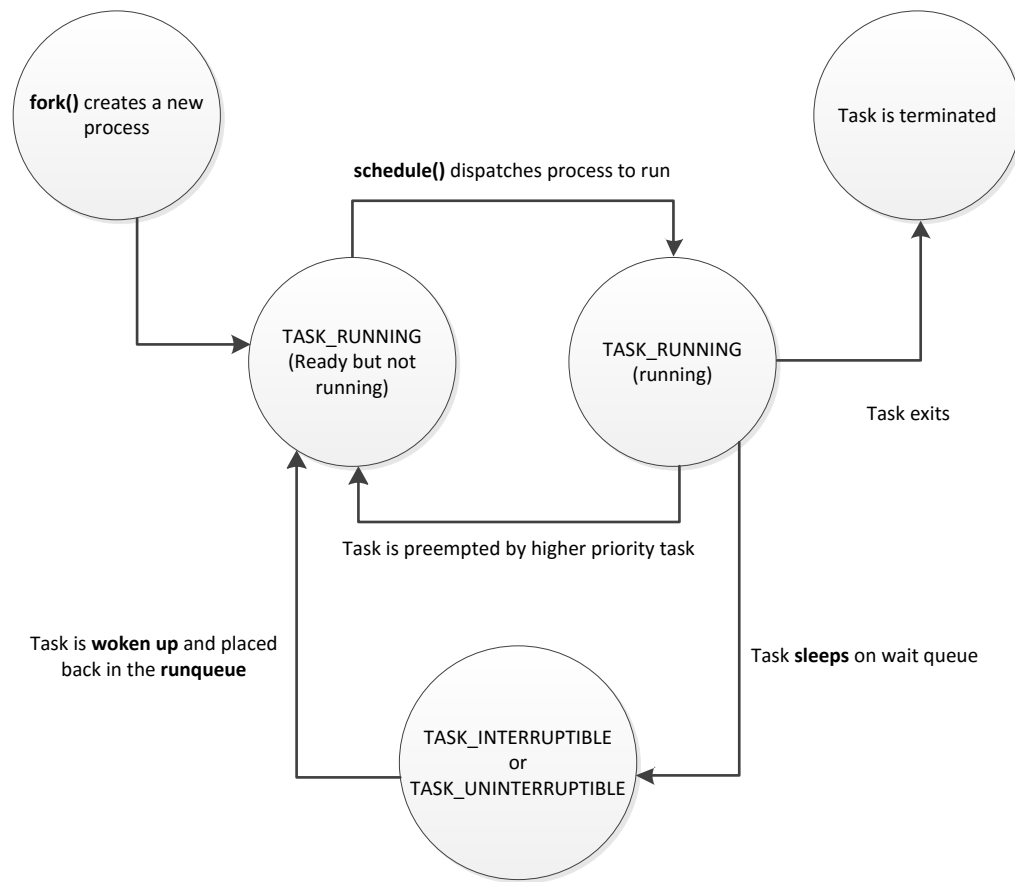 fork() creates a new
process
Task is terminated
schedule() dispatches process to run
TASK_RUNNING
(Ready but not
running)
TASK_RUNNING
(running)
Task exits
Task is preempted by higher priority task
Task is woken up and placed
back in the runqueue
Task sleeps on wait queue
TASK_INTERRUPTIBLE
or
TASK_UNINTERRUPTIBLE